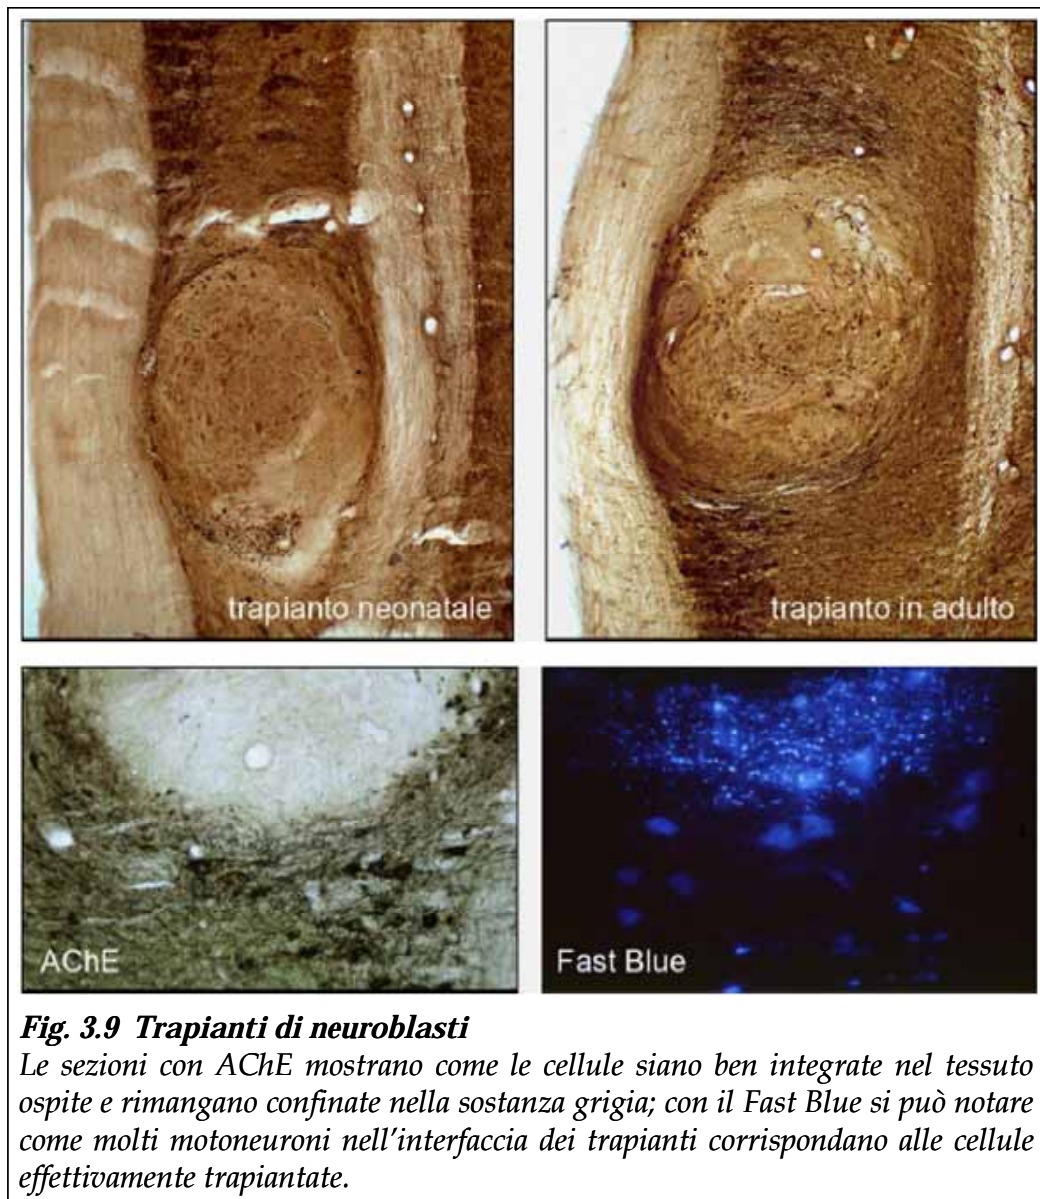 trapianto neonatale
trapianto in adulto
AChE
Fast Blue
Fig. 3.9 Trapianti di neuroblasti
Le sezioni con AChE mostrano come le cellule siano ben integrate nel tessuto
ospite e rimangano confinate nella sostanza grigia; con il Fast Blue si può notare
come molti motoneuroni nell'interfaccia dei trapianti corrispondano alle cellule
effettivamente trapiantate.